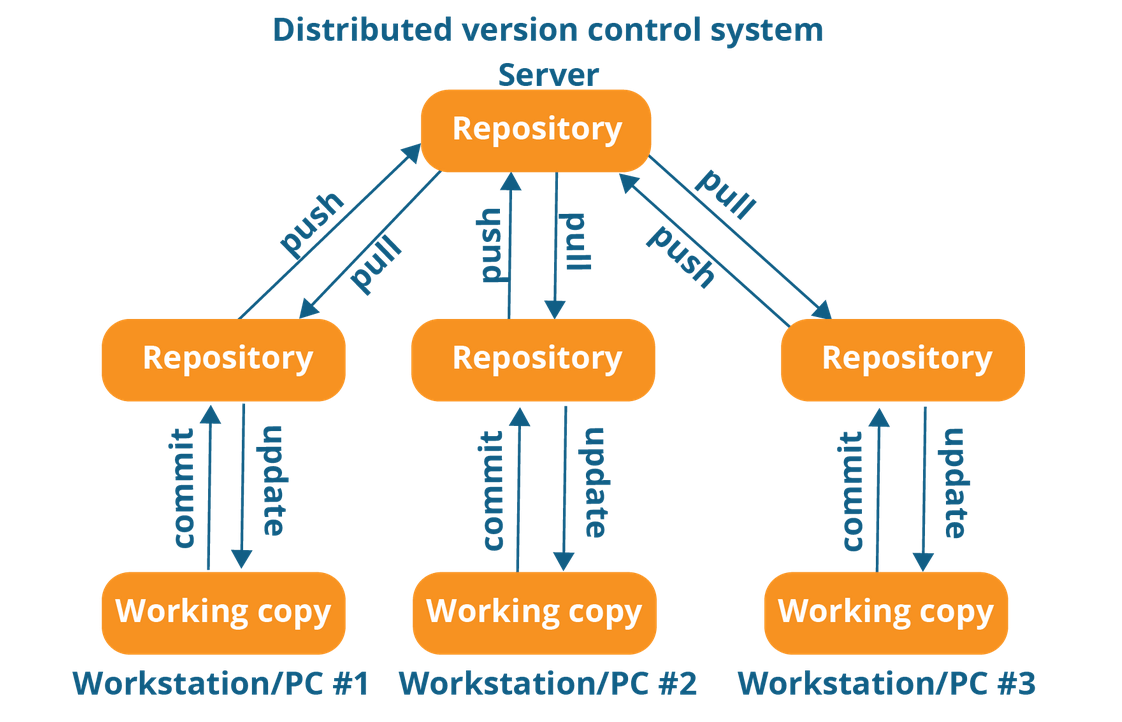 Distributed version control system
Server
Repository
push
pull
push
pull
push
pull
Repository
Repository
Repository
commit
update
commit
update
commit
update
Working copy
Working copy
Working copy
Workstation/PC #1
Workstation/PC #2
Workstation/PC #3